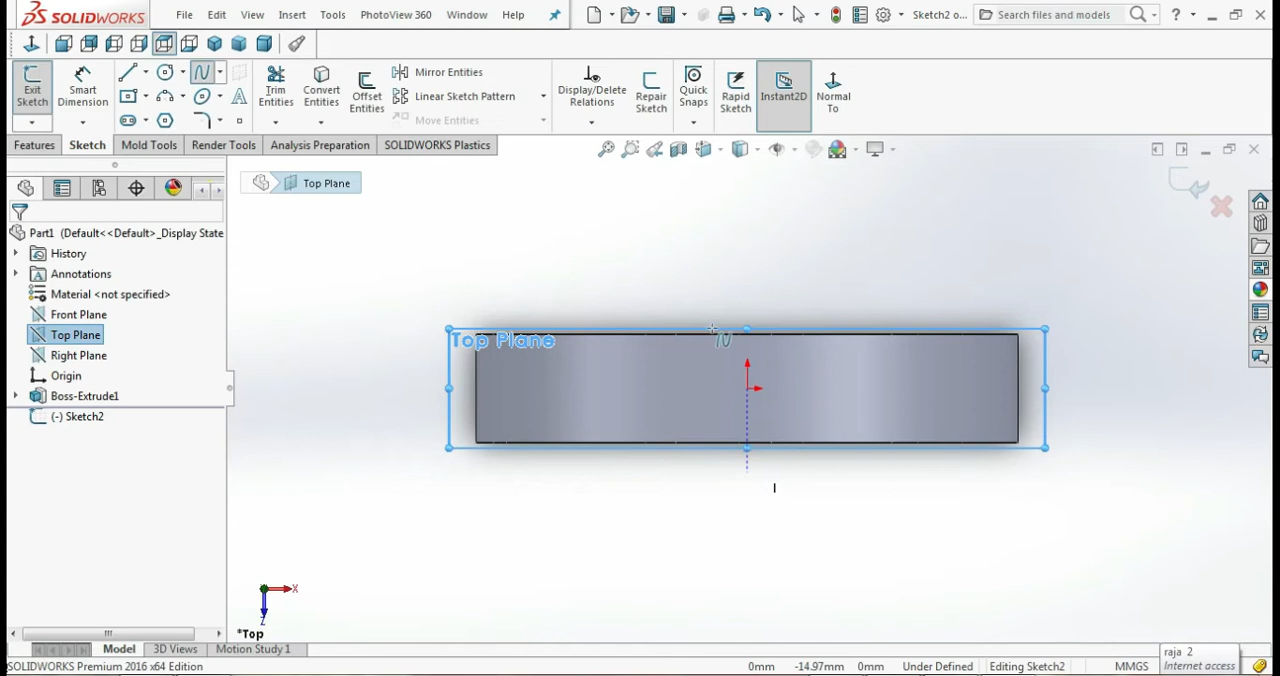 SOLIDWORKS File Edit View Insert Tools PhotoView 360 Window Help Sketch2 o... Search files and models ?
Exit Sketch Smart Dimension Trim Entities Convert Entities Offset Entities Mirror Entities Linear Sketch Pattern Move Entities Display/Delete Relations Repair Sketch Quick Snaps Rapid Sketch Instant2D Normal To
Features Sketch Mold Tools Render Tools Analysis Preparation SOLIDWORKS Plastics
Top Plane
Part1 (Default<<Default>_Display State
History
Annotations
Material <not specified>
Front Plane
Top Plane
Right Plane
Origin
Boss-Extrude1
(-) Sketch2
Top Plane
X
Z
*Top
Model 3D Views Motion Study 1
raja 2
Internet access
SOLIDWORKS Premium 2016 x64 Edition 0mm -14.97mm 0mm Under Defined Editing Sketch2 MMGS